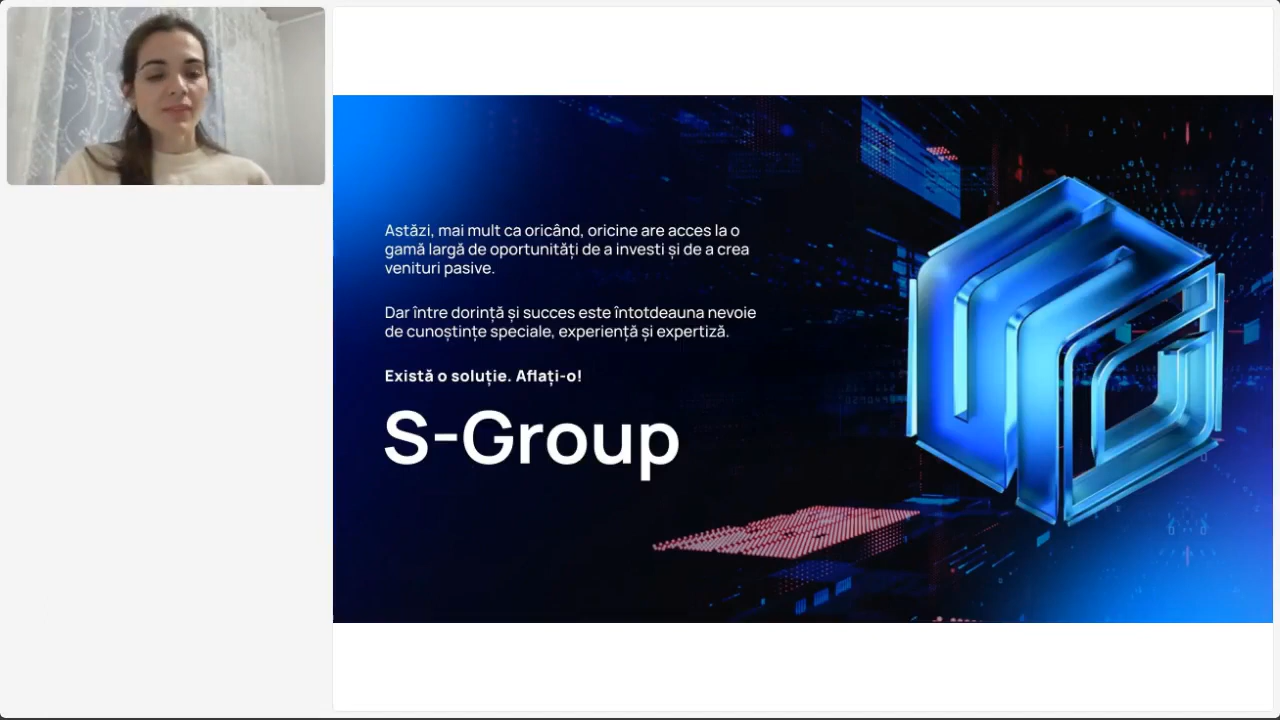 Astăzi, mai mult ca oricând, oricine are acces la o
gamă largă de oportunități de a investi și de a crea
venituri pasive.
Dar între dorință și succes este întotdeauna nevoie
de cunoștințe speciale, experiență și expertiză.
Există o soluție. Aflați-o!
S-Group